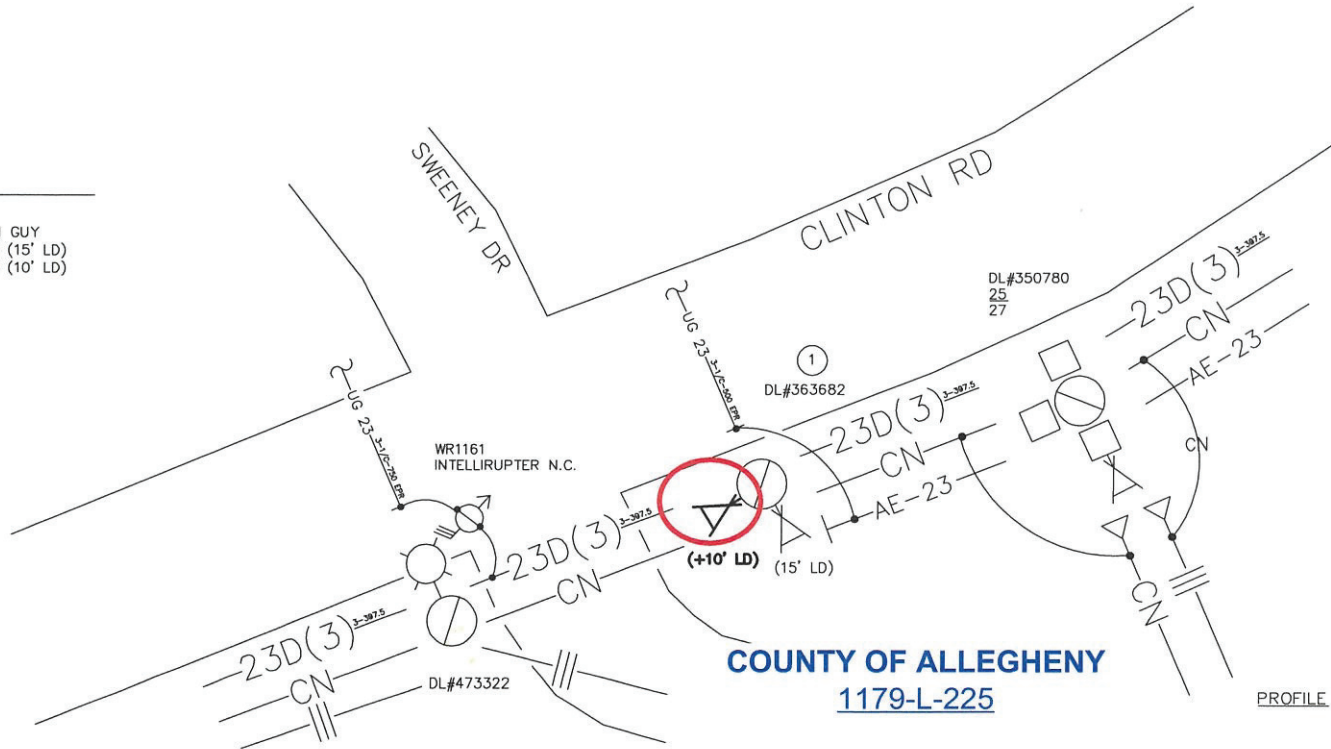 GUY
(15' LD)
(10' LD)
SWEENEY DR
CLINTON RD
DL#350780
25
27
23D(3) 3-397.5
CN
AE-23
UG 23 3-1/C-500 EPR
1
DL#363682
23D(3) 3-397.5
CN
AE-23
CN
UG 23 3-1/C-750 EPR
WR1161
INTELLIRUPTER N.C.
23D(3) 3-397.5
CN
(+10' LD)
(15' LD)
CN
23D(3) 3-397.5
CN
DL#473322
COUNTY OF ALLEGHENY
1179-L-225
PROFILE